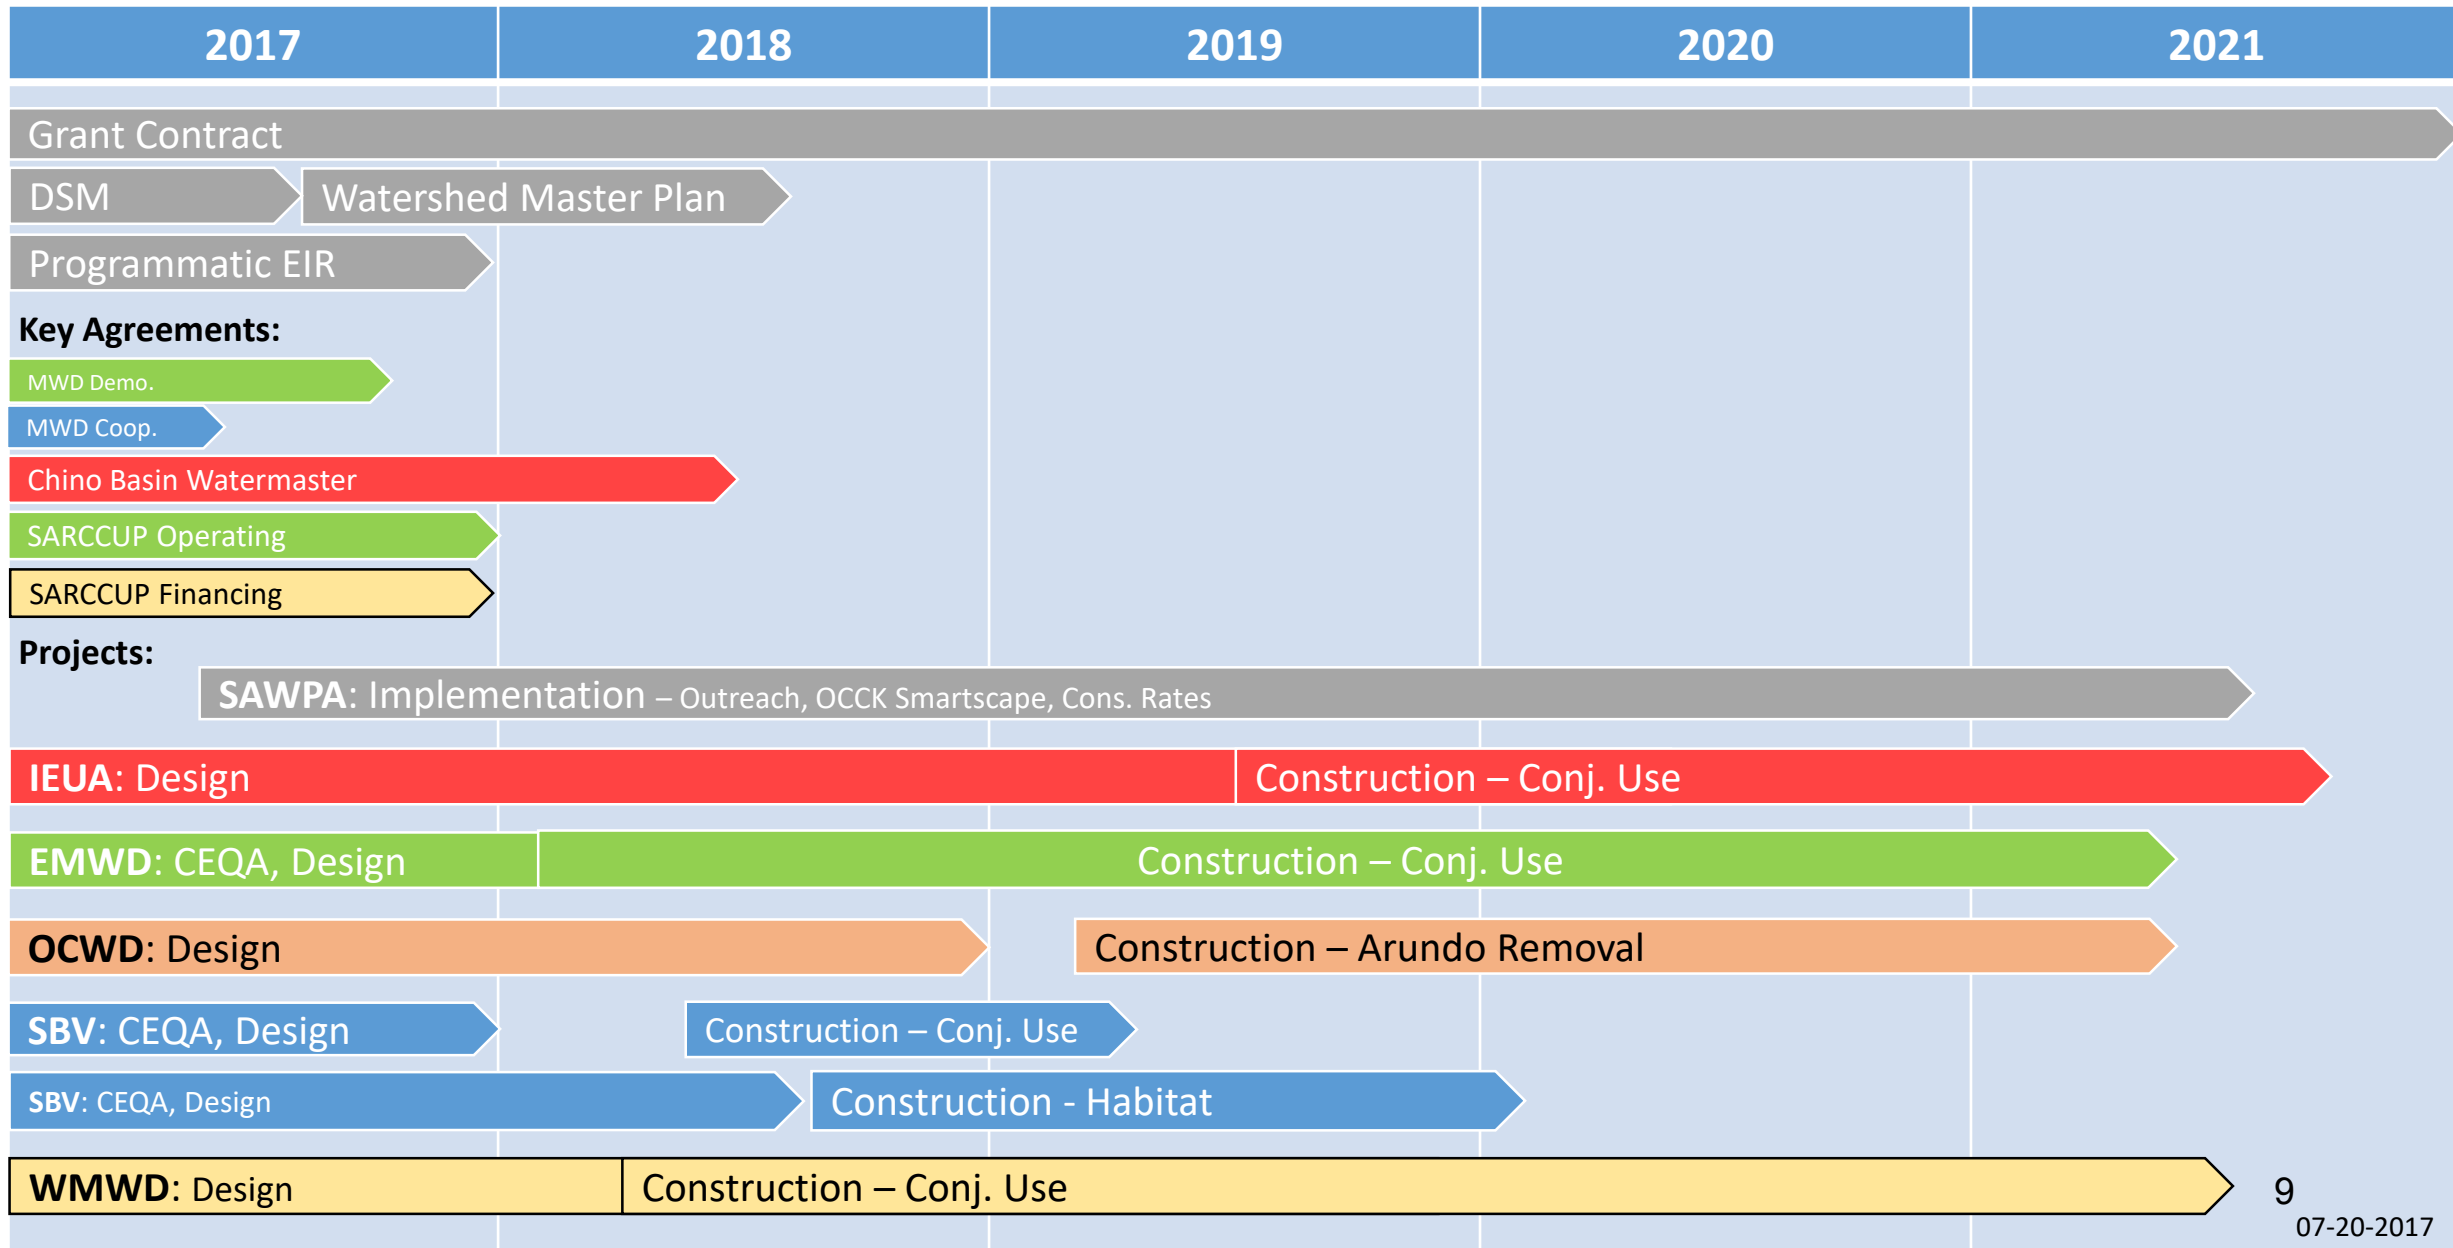 2017 2018 2019 2020 2021
Grant Contract
DSM Watershed Master Plan
Programmatic EIR
Key Agreements:
MWD Demo.
MWD Coop.
Chino Basin Watermaster
SARCCUP Operating
SARCCUP Financing
Projects:
SAWPA: Implementation – Outreach, OCCK Smartscape, Cons. Rates
IEUA: Design Construction – Conj. Use
EMWD: CEQA, Design Construction – Conj. Use
OCWD: Design Construction – Arundo Removal
SBV: CEQA, Design Construction – Conj. Use
SBV: CEQA, Design Construction - Habitat
WMWD: Design Construction – Conj. Use
9
07-20-2017